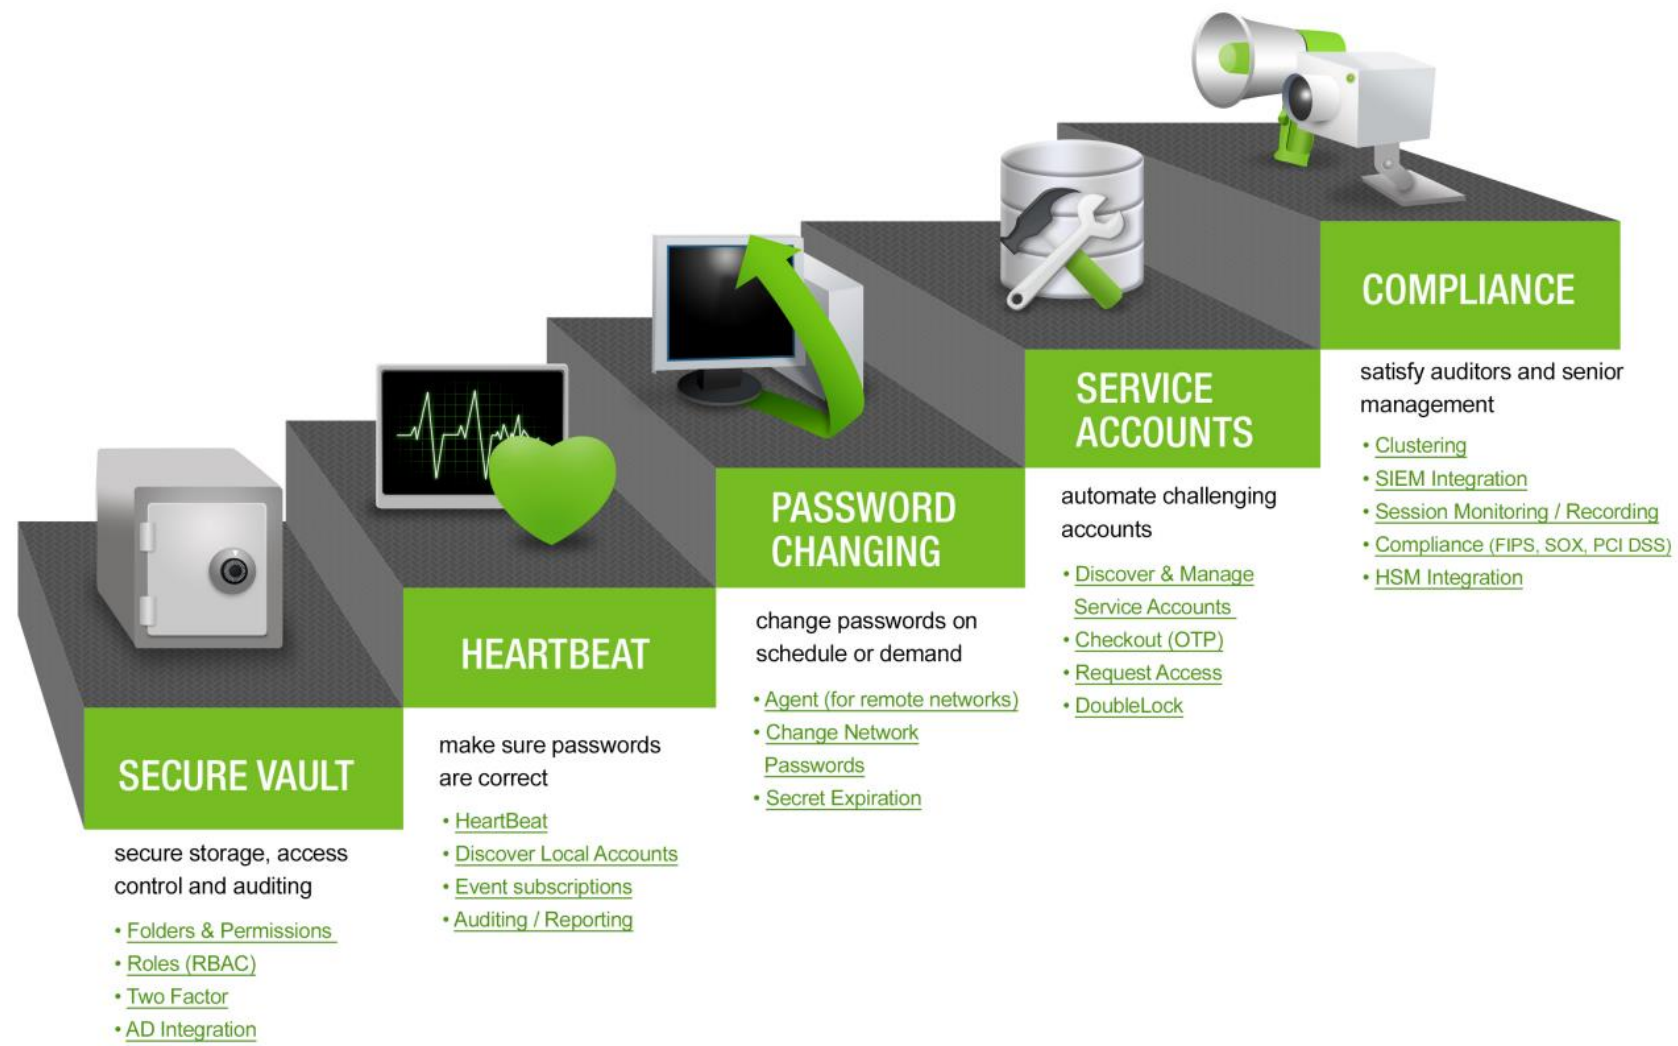 SECURE VAULT
secure storage, access
control and auditing
• Folders & Permissions
• Roles (RBAC)
• Two Factor
• AD Integration
HEARTBEAT
make sure passwords
are correct
• HeartBeat
• Discover Local Accounts
• Event subscriptions
• Auditing / Reporting
PASSWORD
CHANGING
change passwords on
schedule or demand
• Agent (for remote networks)
• Change Network
Passwords
• Secret Expiration
SERVICE
ACCOUNTS
automate challenging
accounts
• Discover & Manage
Service Accounts
• Checkout (OTP)
• Request Access
• DoubleLock
COMPLIANCE
satisfy auditors and senior
management
• Clustering
• SIEM Integration
• Session Monitoring / Recording
• Compliance (FIPS, SOX, PCI DSS)
• HSM Integration